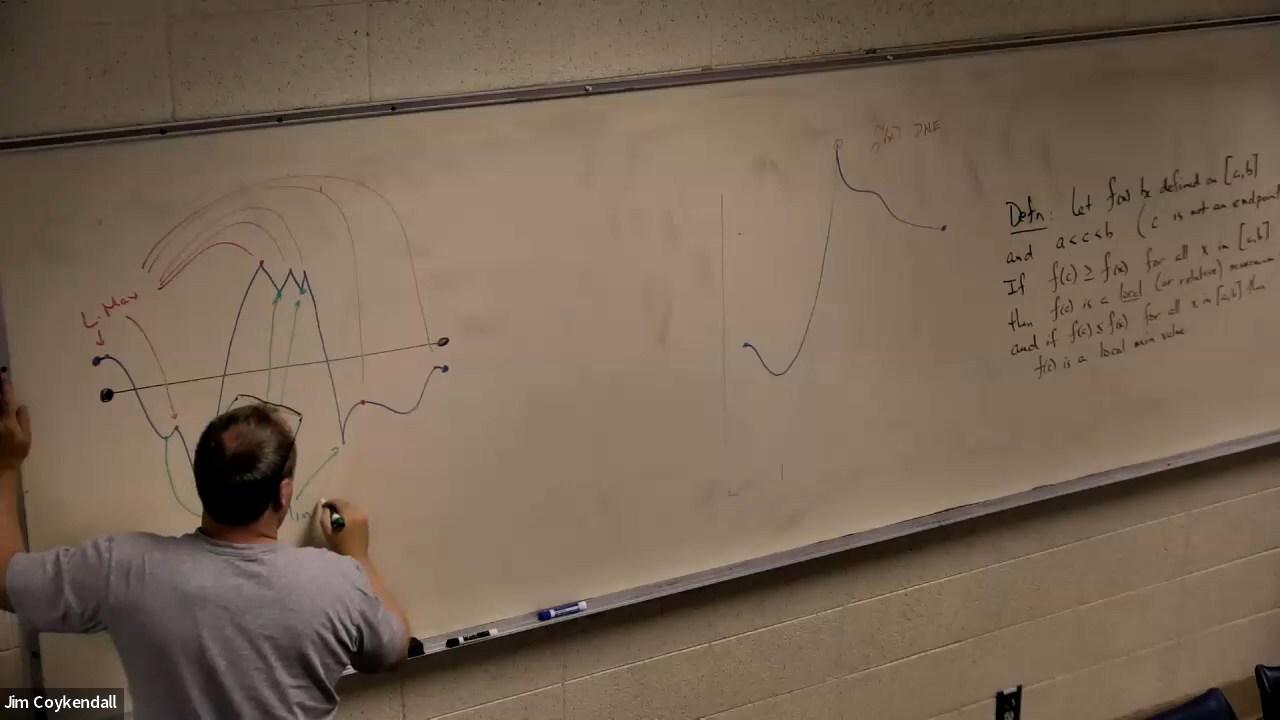 L. Max
in
DNE
Defn: Let f(x) be defined on [a,b]
and a<c<b ( c is not an endpoint
If f(c) ≥ f(x) for all x in [a,b]
then f(c) is a local (or relative) maximum
and if f(c) ≤ f(x) for all x in [a,b] then
f(c) is a local min value
Jim Coykendall